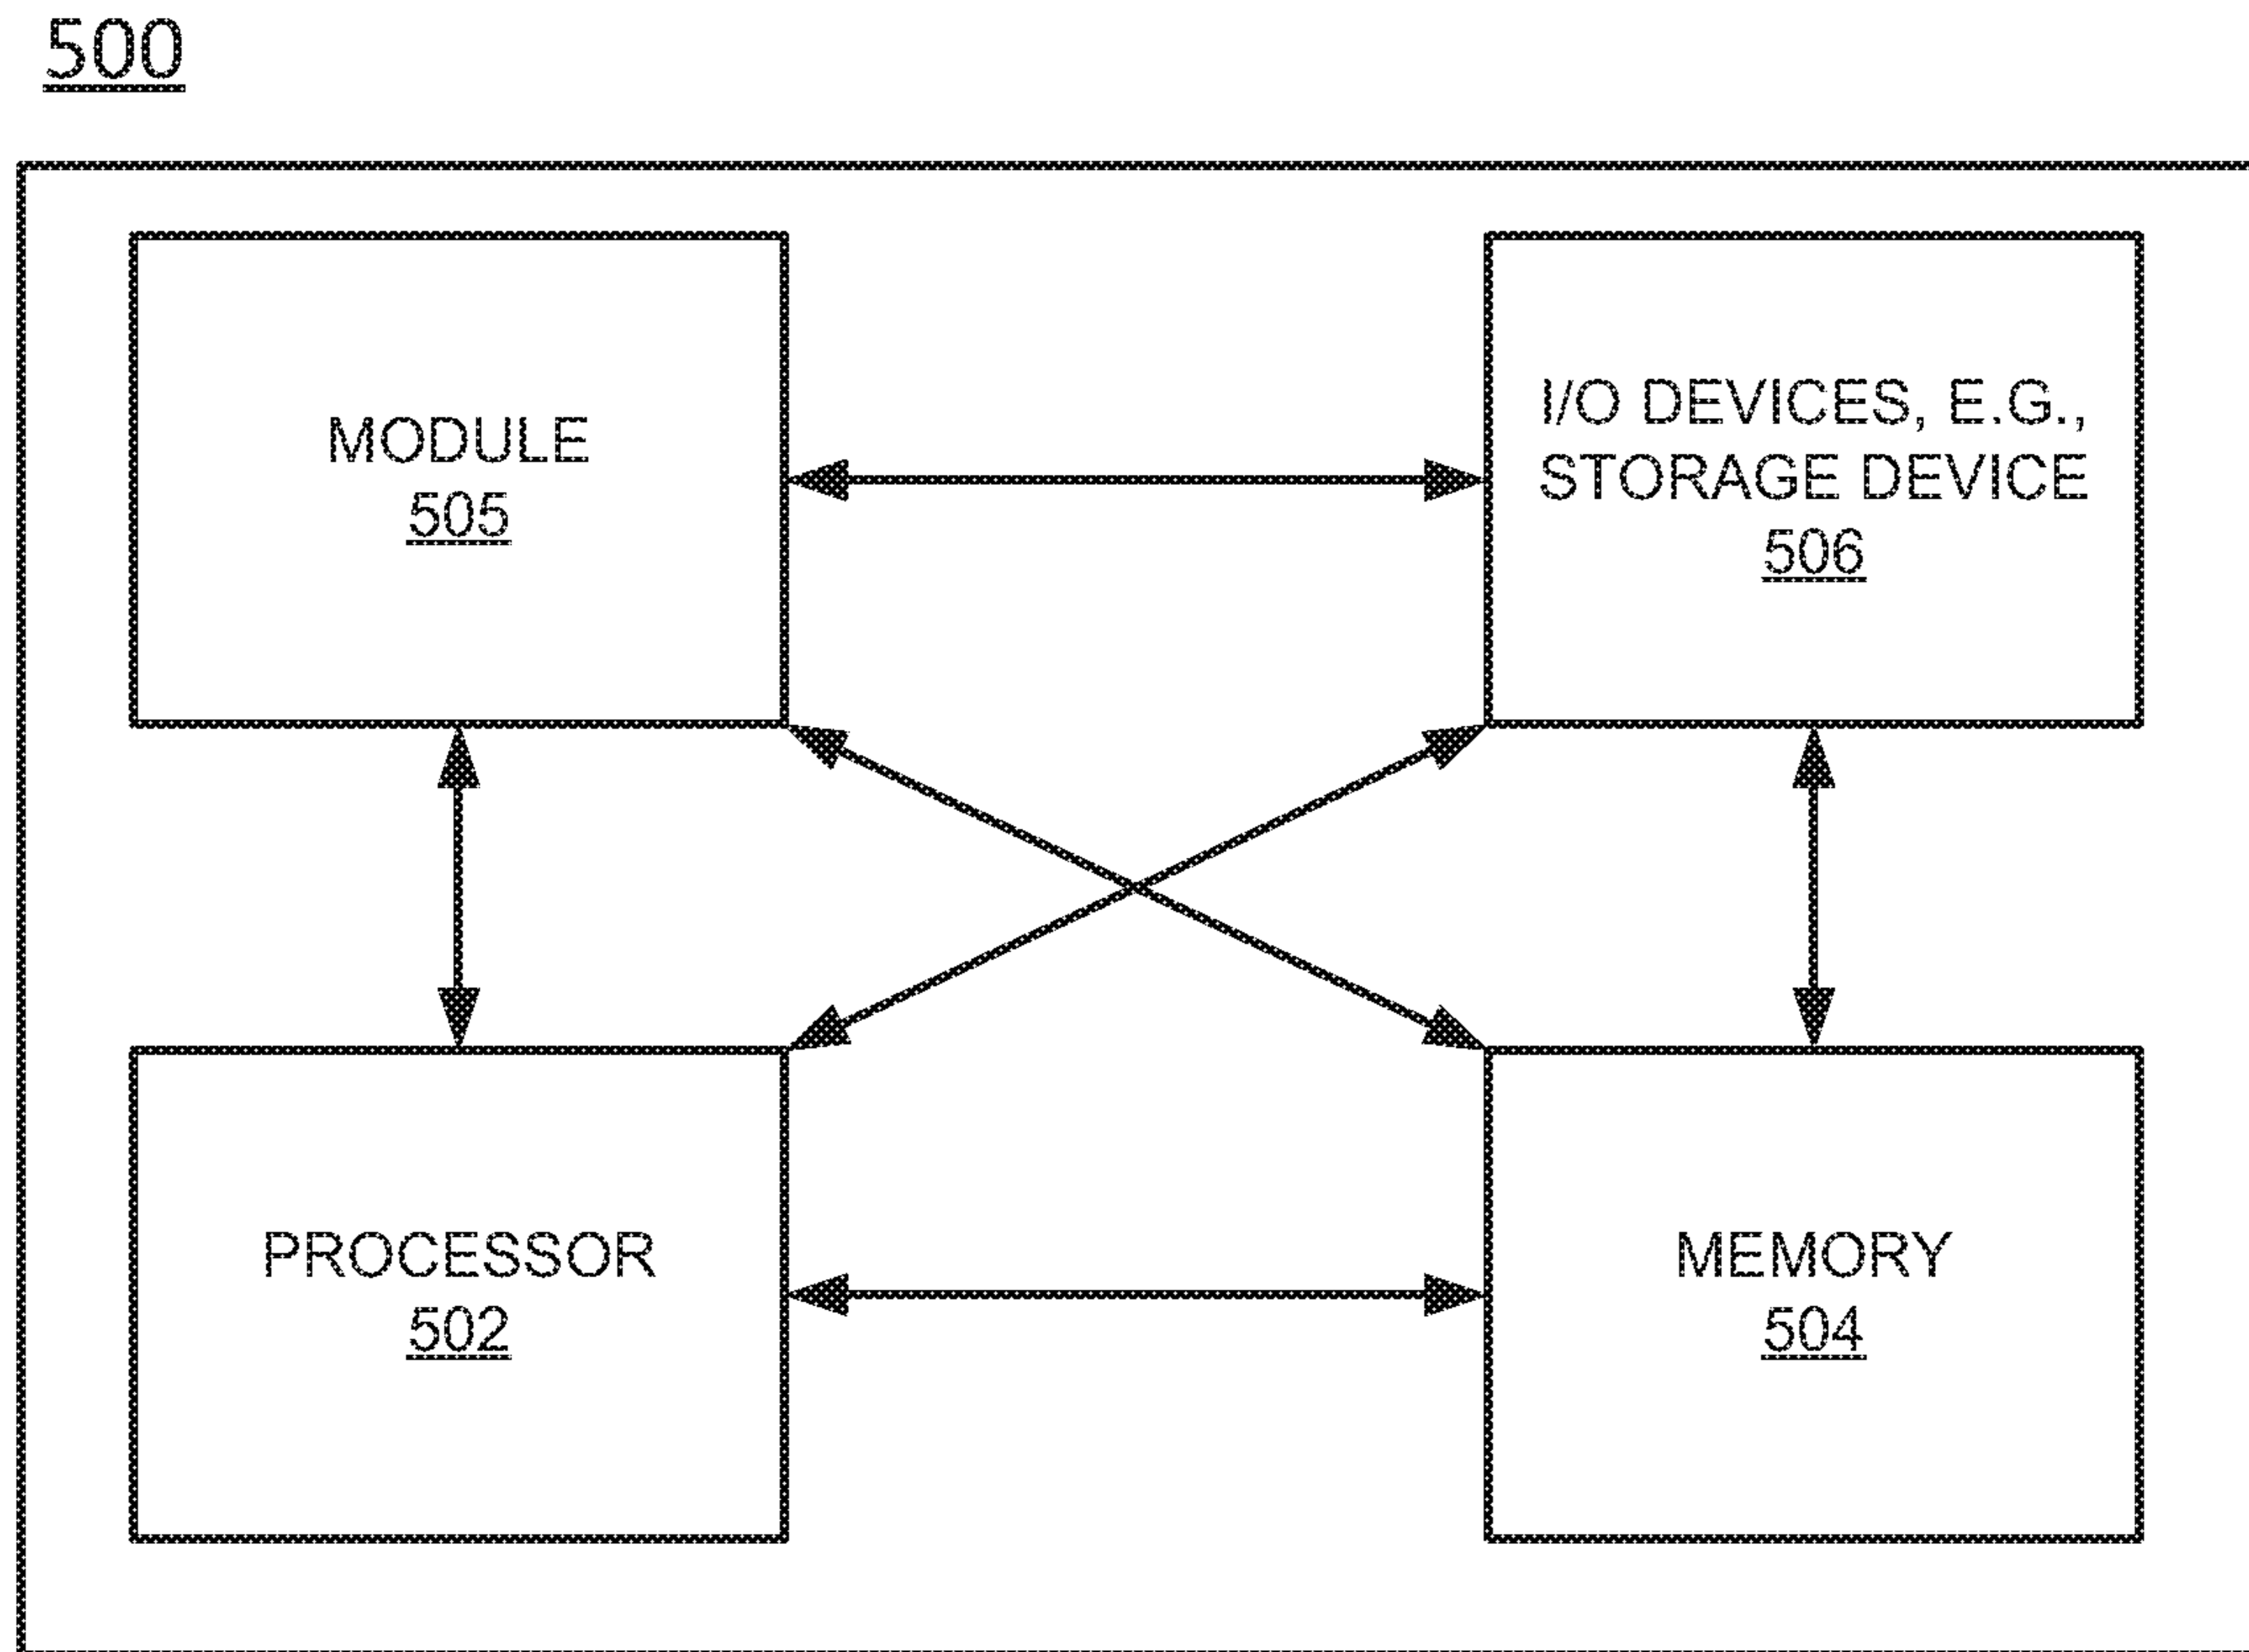 500
MODULE
505
I/O DEVICES, E.G.,
STORAGE DEVICE
506
PROCESSOR
502
MEMORY
504